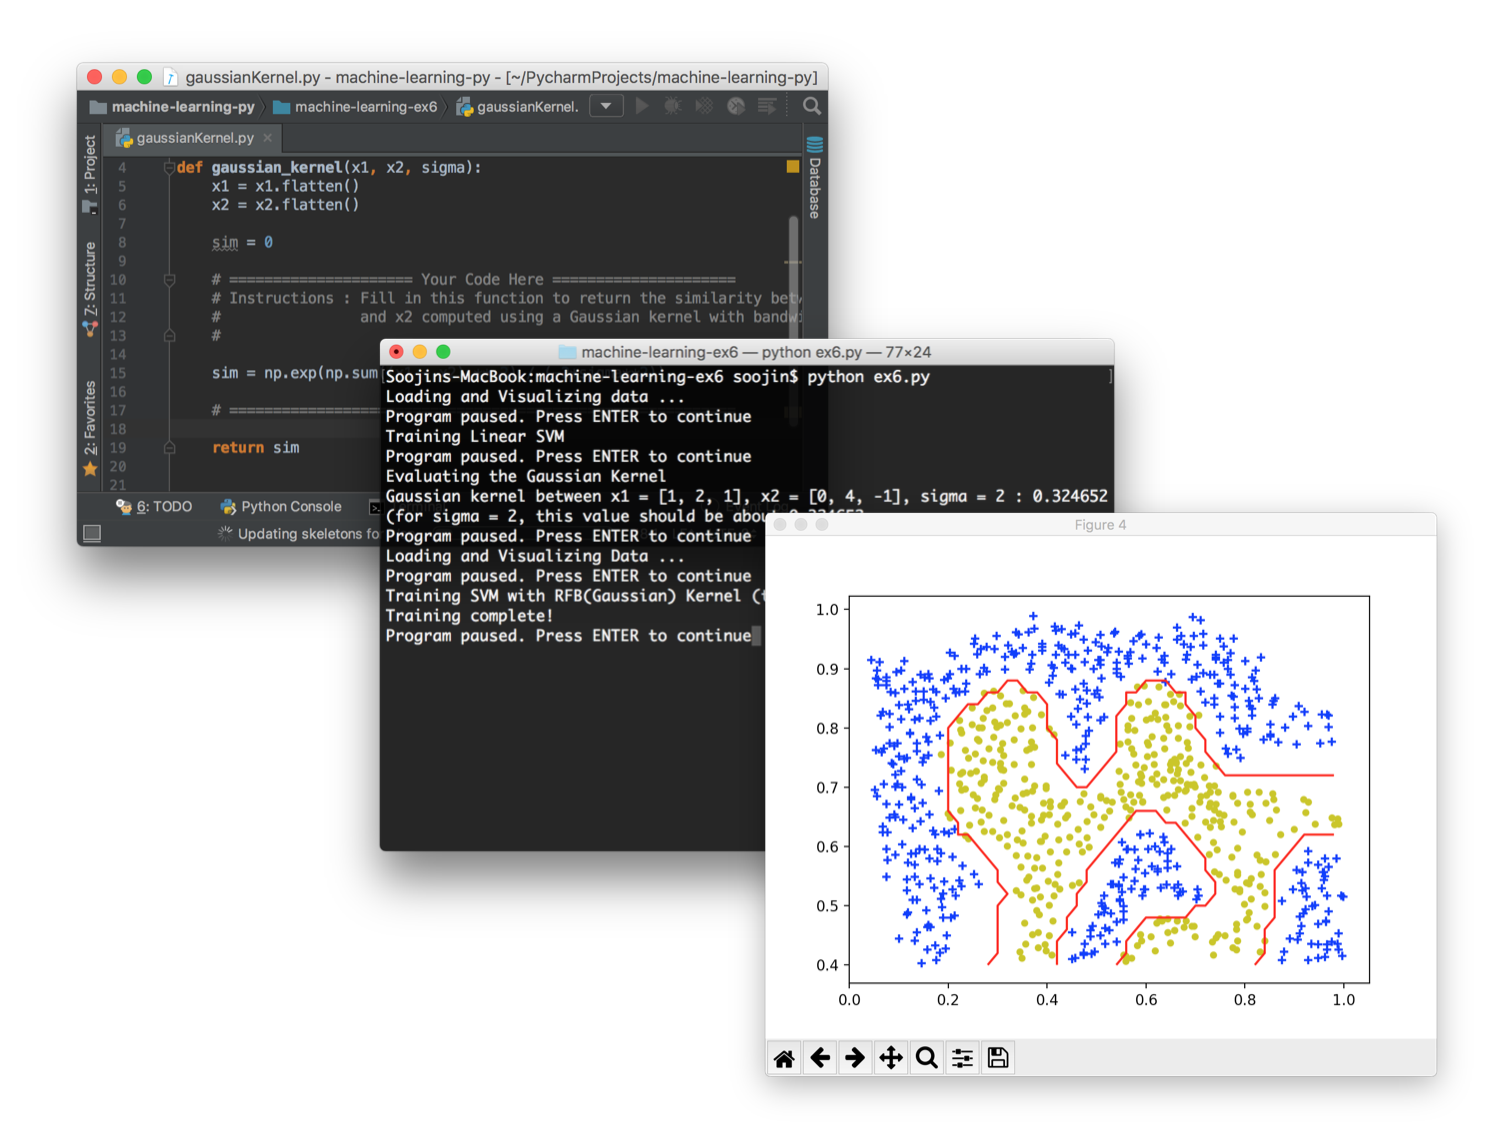 gaussianKernel.py - machine-learning-py - [~/PycharmProjects/machine-learning-py]
machine-learning-py machine-learning-ex6 gaussianKernel.
gaussianKernel.py
1: Project
7: Structure
2: Favorites
Database
4 def gaussian_kernel(x1, x2, sigma):
5 x1 = x1.flatten()
6 x2 = x2.flatten()
7
8 sim = 0
9
10 # ===================== Your Code Here =====================
11 # Instructions : Fill in this function to return the similarity
12 # and x2 computed using a Gaussian kernel with
13 #
14
15 sim = np.exp(np.sum
16
17 # ==================
18
19 return sim
20
21
6: TODO Python Console
Updating skeletons
machine-learning-ex6 — python ex6.py — 77×24
[Soojins-MacBook:machine-learning-ex6 soojin$ python ex6.py ]
Loading and Visualizing data ...
Program paused. Press ENTER to continue
Training Linear SVM
Program paused. Press ENTER to continue
Evaluating the Gaussian Kernel
Gaussian kernel between x1 = [1, 2, 1], x2 = [0, 4, -1], sigma = 2 : 0.324652
(for sigma = 2, this value should be about 0.324652
Program paused. Press ENTER to continue
Loading and Visualizing Data ...
Program paused. Press ENTER to continue
Training SVM with RFB(Gaussian) Kernel (
Training complete!
Program paused. Press ENTER to continue
Figure 4
1.0
0.9
0.8
0.7
0.6
0.5
0.4
0.0 0.2 0.4 0.6 0.8 1.0